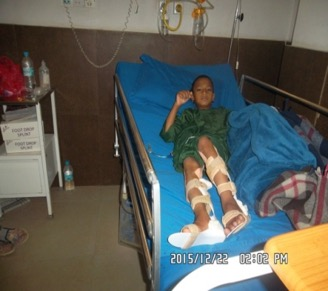 FOOT DROP
SPLINT
FOOT DROP
SPLINT
2015/12/22 02:02 PM